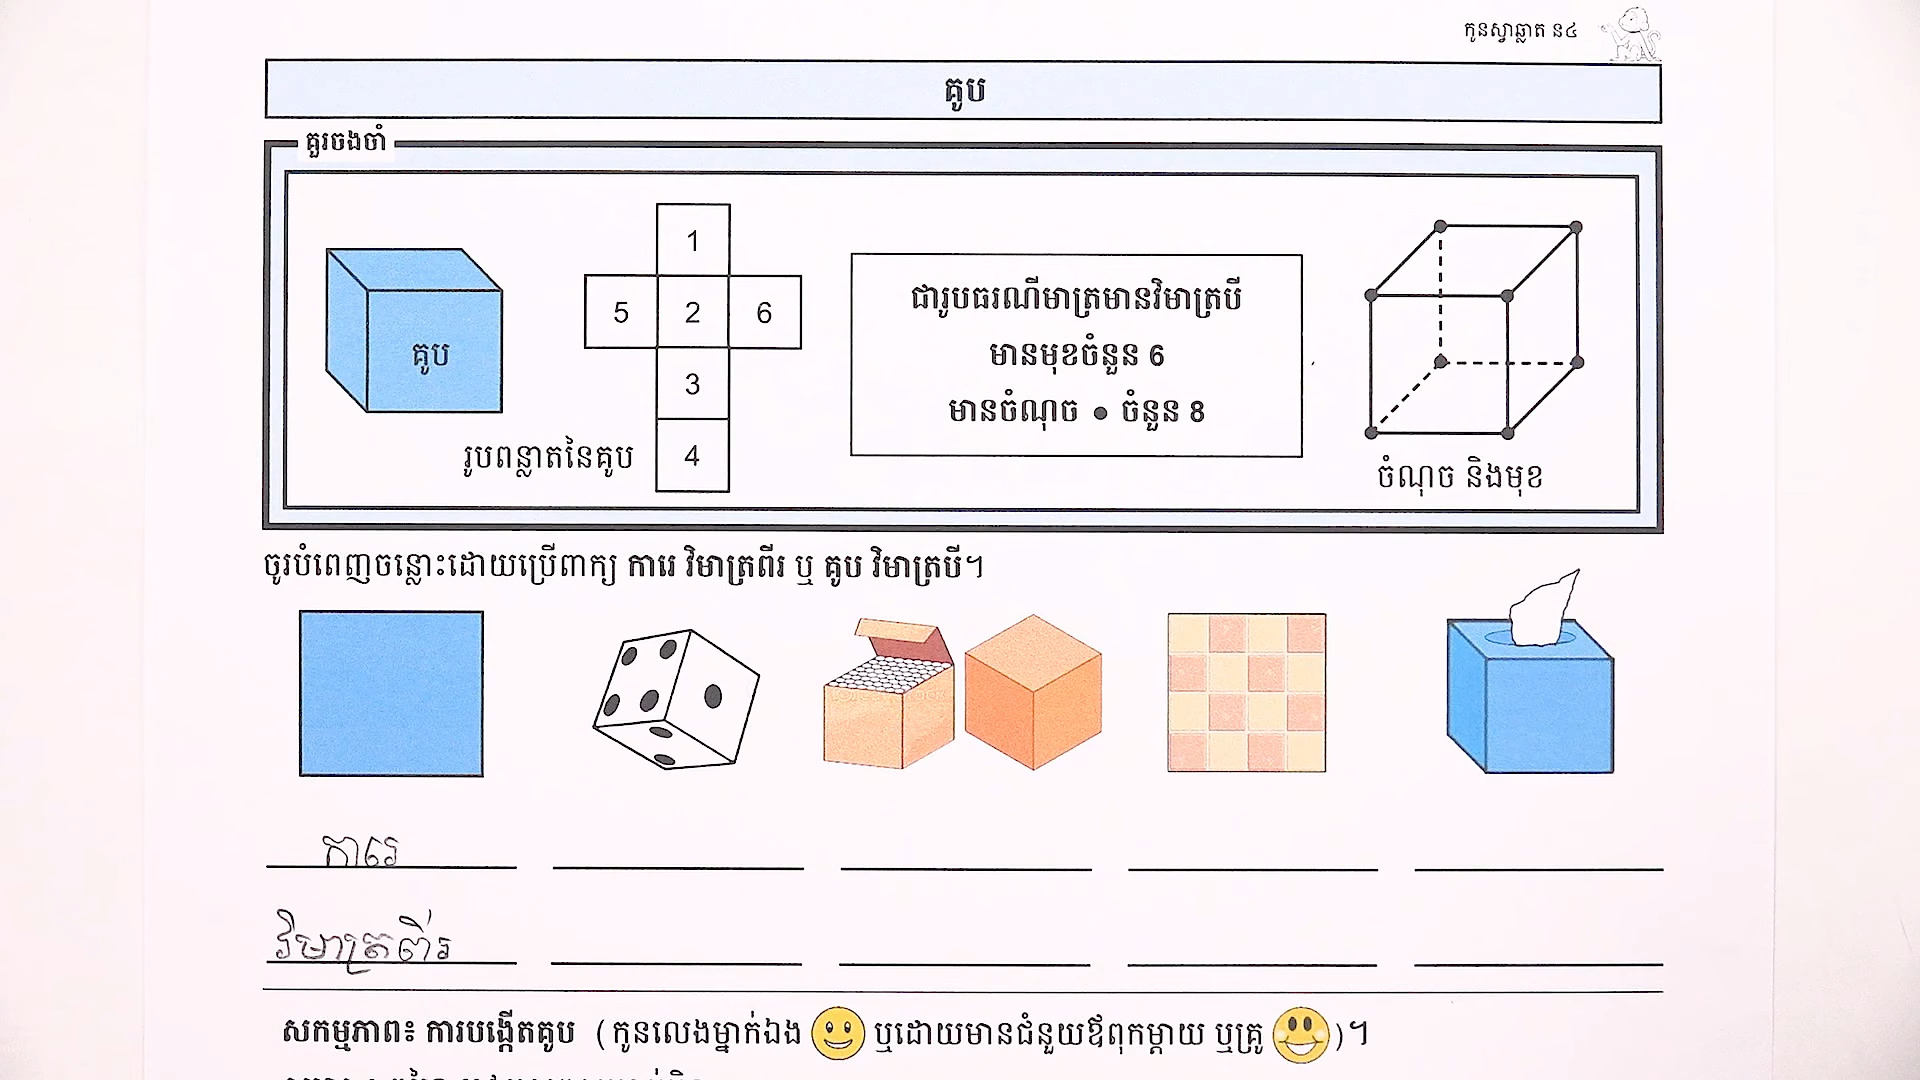 កូនស្វាឆ្លាត ន៤
គូប
គួរចងចាំ
គូប
1
5 2 6
3
4
រូបពន្លាតនៃគូប
ជារូបធរណីមាត្រមានវិមាត្របី
មានមុខចំនួន 6
មានចំណុច ● ចំនួន 8
ចំណុច និងមុខ
ចូរបំពេញចន្លោះដោយប្រើពាក្យ ការេ វិមាត្រពីរ ឬ គូប វិមាត្របី។
ការេ
វិមាត្រពីរ
សកម្មភាព៖ ការបង្កើតគូប (កូនលេងម្នាក់ឯង ឬដោយមានជំនួយឪពុកម្តាយ ឬគ្រូ )។